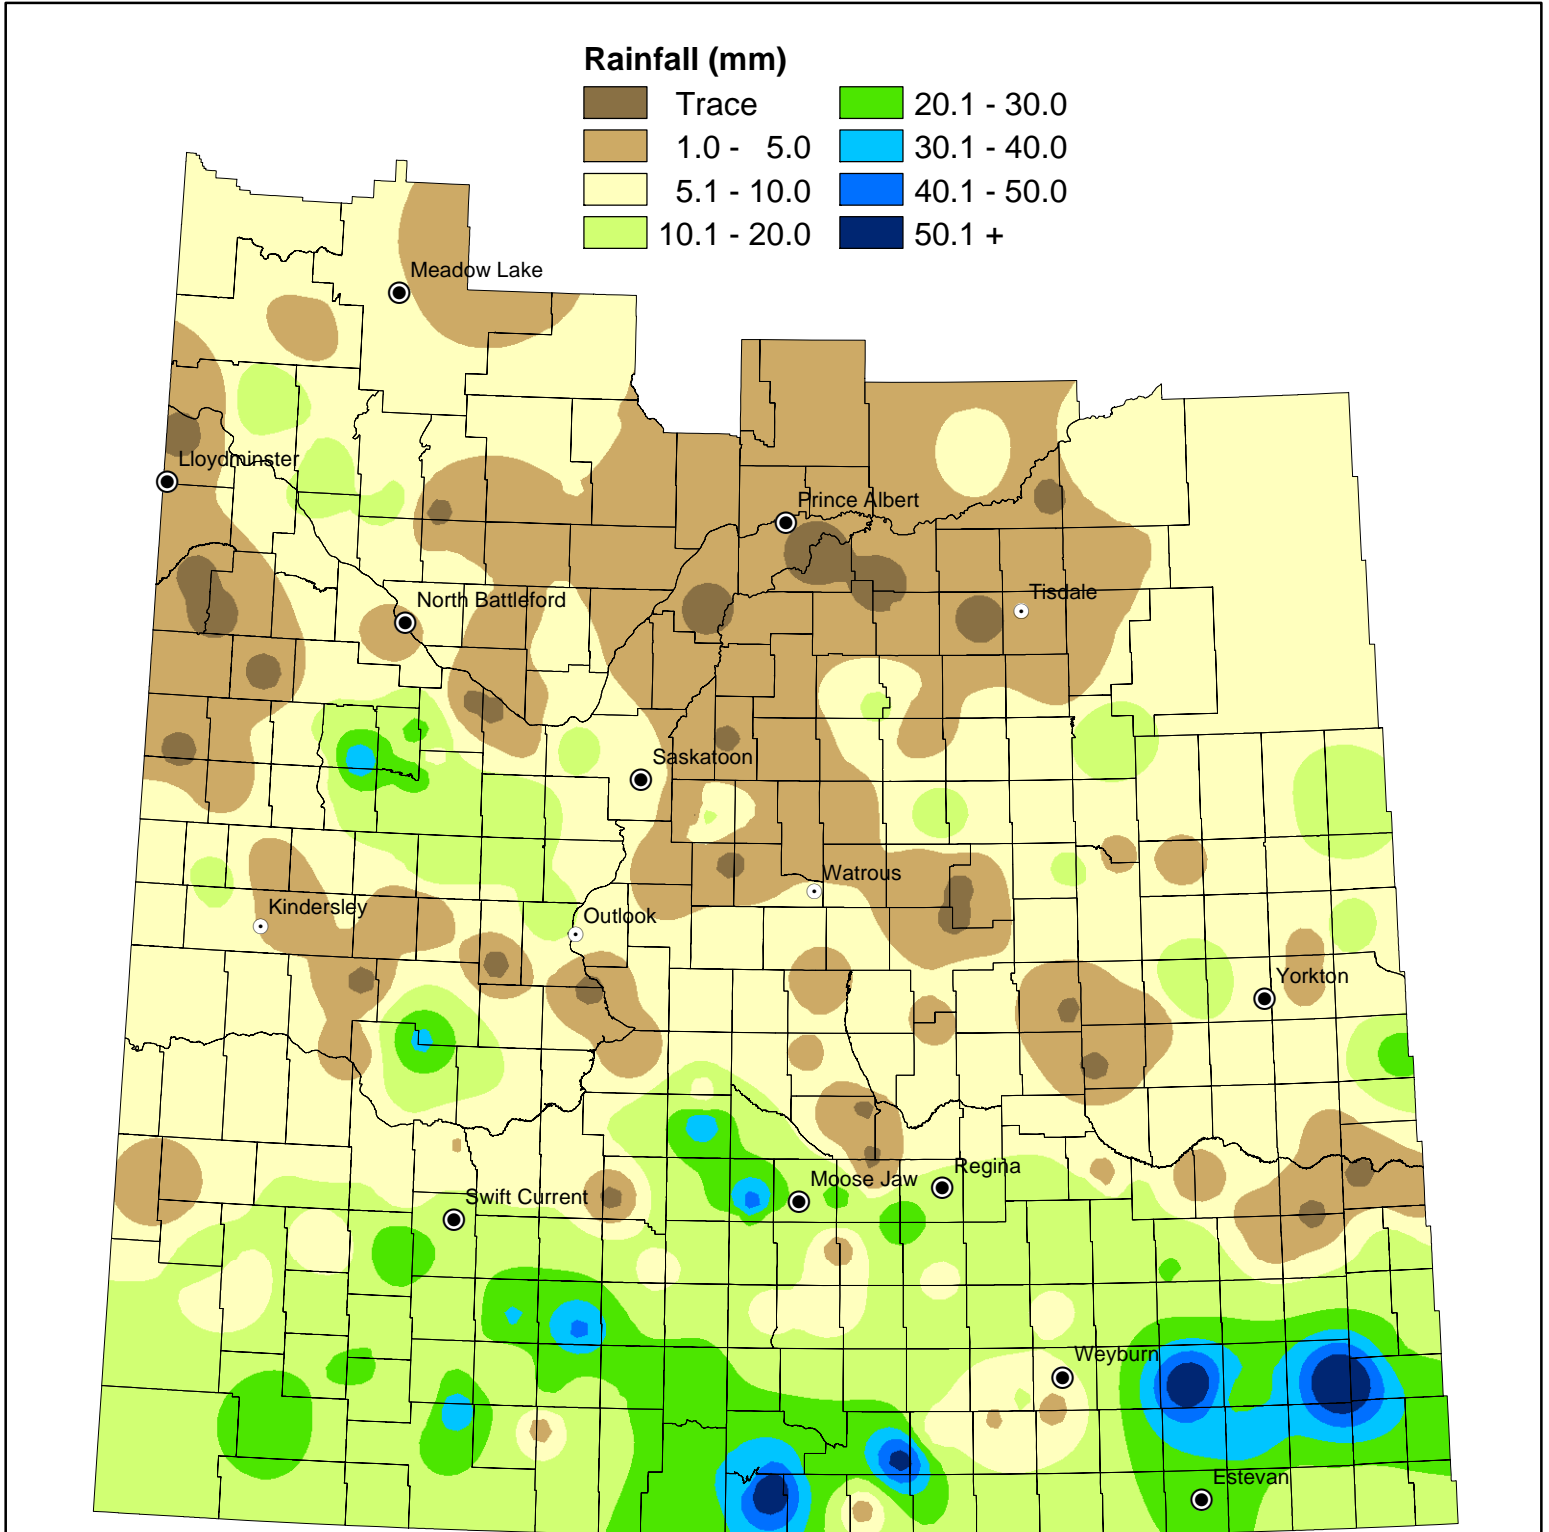 Rainfall (mm)
Trace
1.0 - 5.0
5.1 - 10.0
10.1 - 20.0
20.1 - 30.0
30.1 - 40.0
40.1 - 50.0
50.1 +
Meadow Lake
Lloydminster
Prince Albert
North Battleford
Tisdale
Saskatoon
Watrous
Kindersley
Outlook
Yorkton
Regina
Moose Jaw
Swift Current
Weyburn
Estevan